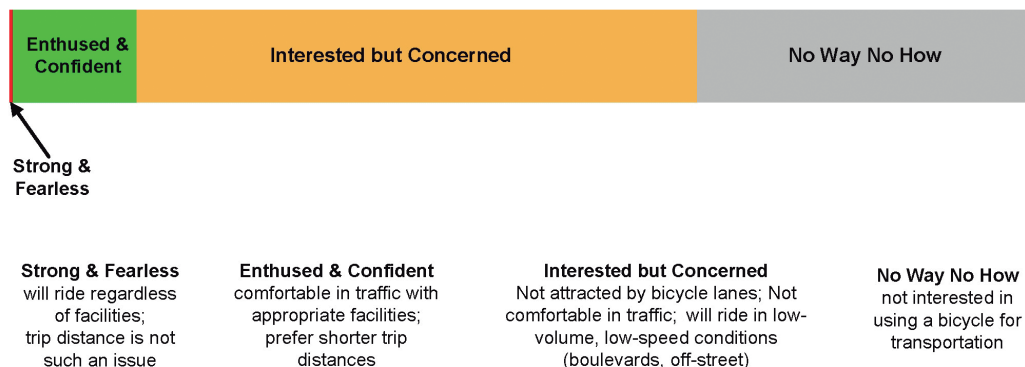 Enthused &
Confident
Interested but Concerned
No Way No How
Strong &
Fearless
Strong & Fearless
will ride regardless
of facilities;
trip distance is not
such an issue
Enthused & Confident
comfortable in traffic with
appropriate facilities;
prefer shorter trip
distances
Interested but Concerned
Not attracted by bicycle lanes; Not
comfortable in traffic; will ride in low-
volume, low-speed conditions
(boulevards, off-street)
No Way No How
not interested in
using a bicycle for
transportation